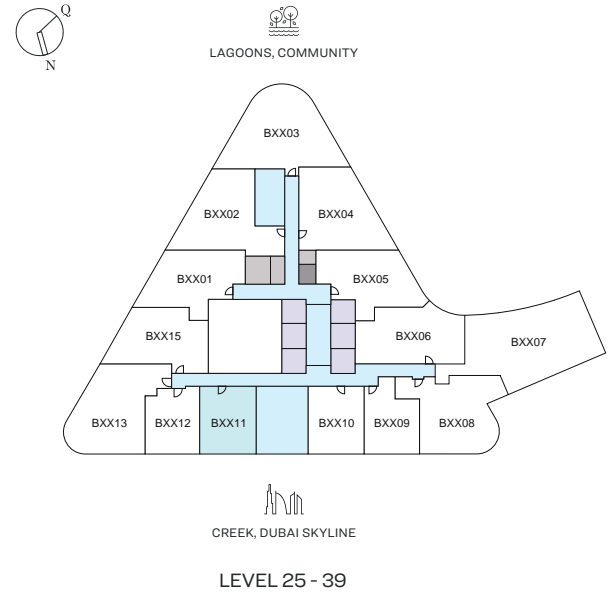 Q
N
LAGOONS, COMMUNITY
BXX03
BXX02
BXX04
BXX01
BXX05
BXX15
BXX06
BXX07
BXX13
BXX12
BXX11
BXX10
BXX09
BXX08
CREEK, DUBAI SKYLINE
LEVEL 25 - 39